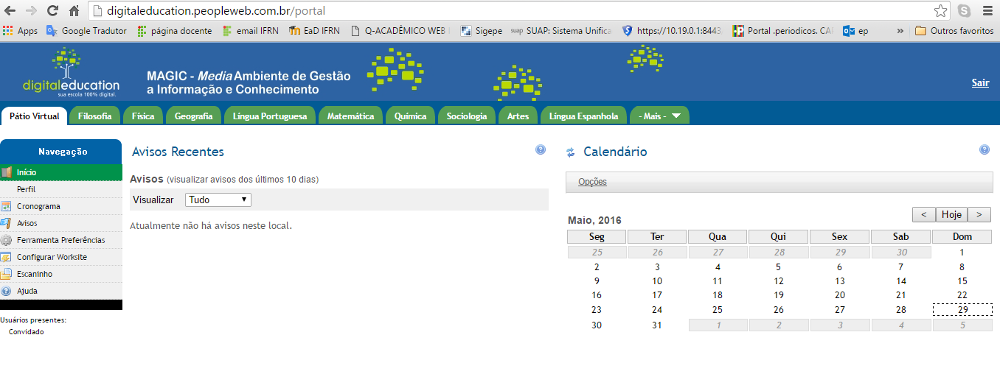 digitaleducation.peopleweb.com.br/portal
Apps Google Tradutor página docente email IFRN EaD IFRN Q-ACADÊMICO WEB Sigepe suap SUAP: Sistema Unifica https://10.19.0.1:8443 Portal .periodicos. CA ep » Outros favoritos
digitaleducation
sua escola 100% digital.
MAGIC - Media Ambiente de Gestão
a Informação e Conhecimento
Sair
Pátio Virtual Filosofia Física Geografia Língua Portuguesa Matemática Química Sociologia Artes Língua Espanhola - Mais -
Navegação
Início
Perfil
Cronograma
Avisos
Ferramenta Preferências
Configurar Worksite
Escaninho
Ajuda
Usuários presentes:
Convidado
Avisos Recentes
Avisos (visualizar avisos dos últimos 10 dias)
Visualizar Tudo
Atualmente não há avisos neste local.
Calendário
Opções
Maio, 2016 < Hoje >
Seg Ter Qua Qui Sex Sab Dom
25 26 27 28 29 30 1
2 3 4 5 6 7 8
9 10 11 12 13 14 15
16 17 18 19 20 21 22
23 24 25 26 27 28 29
30 31 1 2 3 4 5